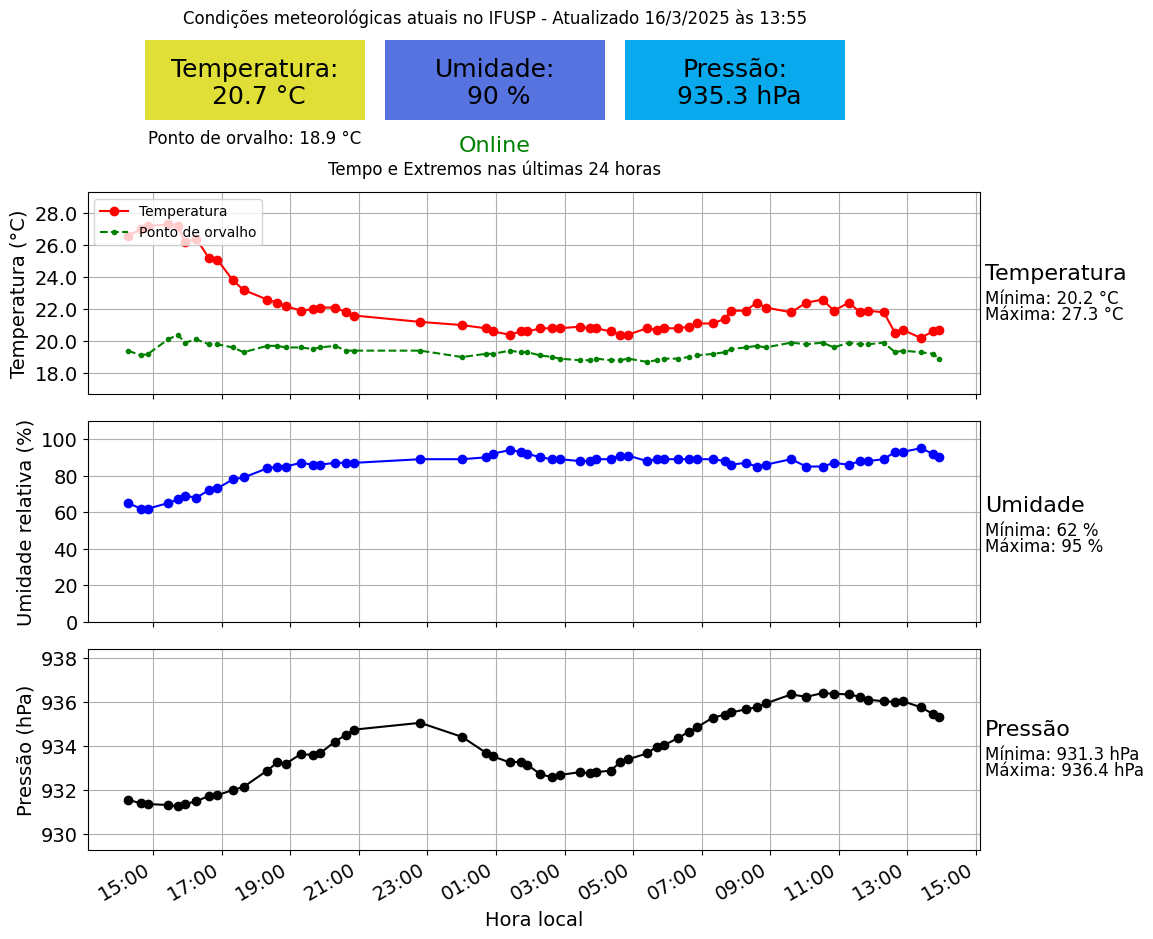 Condições meteorológicas atuais no IFUSP - Atualizado 16/3/2025 às 13:55
Temperatura:
20.7 °C
Umidade:
90 %
Pressão:
935.3 hPa
Ponto de orvalho: 18.9 °C
Online
Tempo e Extremos nas últimas 24 horas
Temperatura (°C)
28.0
26.0
24.0
22.0
20.0
18.0
Temperatura
Ponto de orvalho
Temperatura
Mínima: 20.2 °C
Máxima: 27.3 °C
Umidade relativa (%)
100
80
60
40
20
0
Umidade
Mínima: 62 %
Máxima: 95 %
Pressão (hPa)
938
936
934
932
930
Pressão
Mínima: 931.3 hPa
Máxima: 936.4 hPa
15:00 17:00 19:00 21:00 23:00 01:00 03:00 05:00 07:00 09:00 11:00 13:00 15:00
Hora local